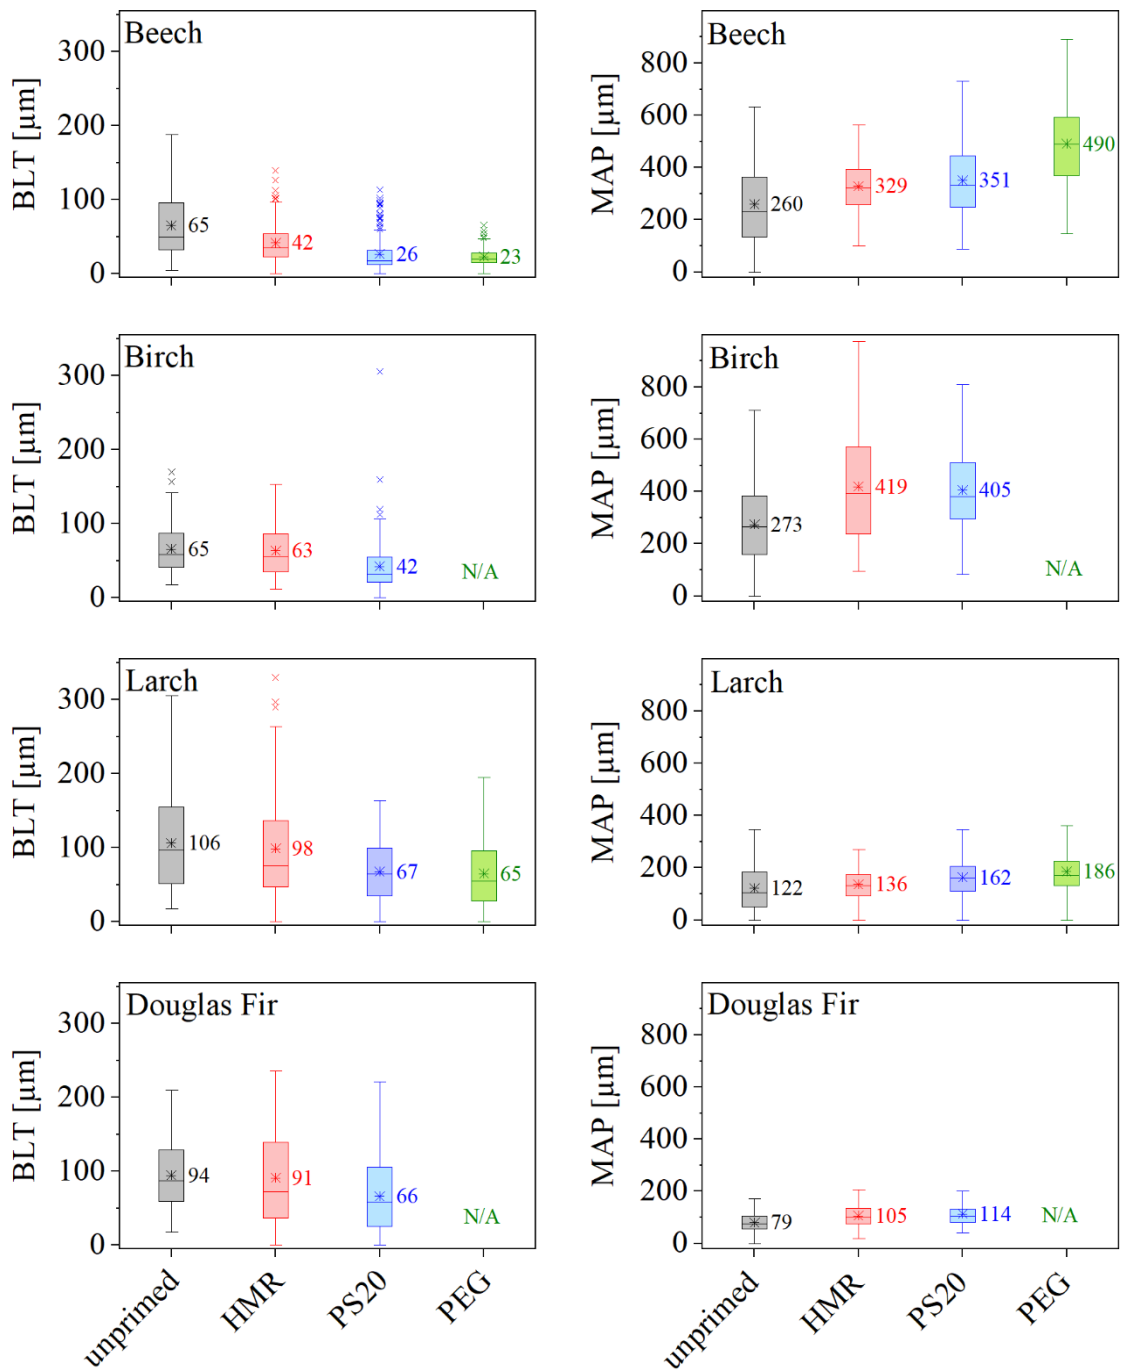 Beech
BLT [µm]
300
200
100
0
65
42
26
23
Beech
MAP [µm]
800
600
400
200
0
260
329
351
490
Birch
BLT [µm]
300
200
100
0
65
63
42
N/A
Birch
MAP [µm]
800
600
400
200
0
273
419
405
N/A
Larch
BLT [µm]
300
200
100
0
106
98
67
65
Larch
MAP [µm]
800
600
400
200
0
122
136
162
186
Douglas Fir
BLT [µm]
300
200
100
0
94
91
66
N/A
unprimed
HMR
PS20
PEG
Douglas Fir
MAP [µm]
800
600
400
200
0
79
105
114
N/A
unprimed
HMR
PS20
PEG